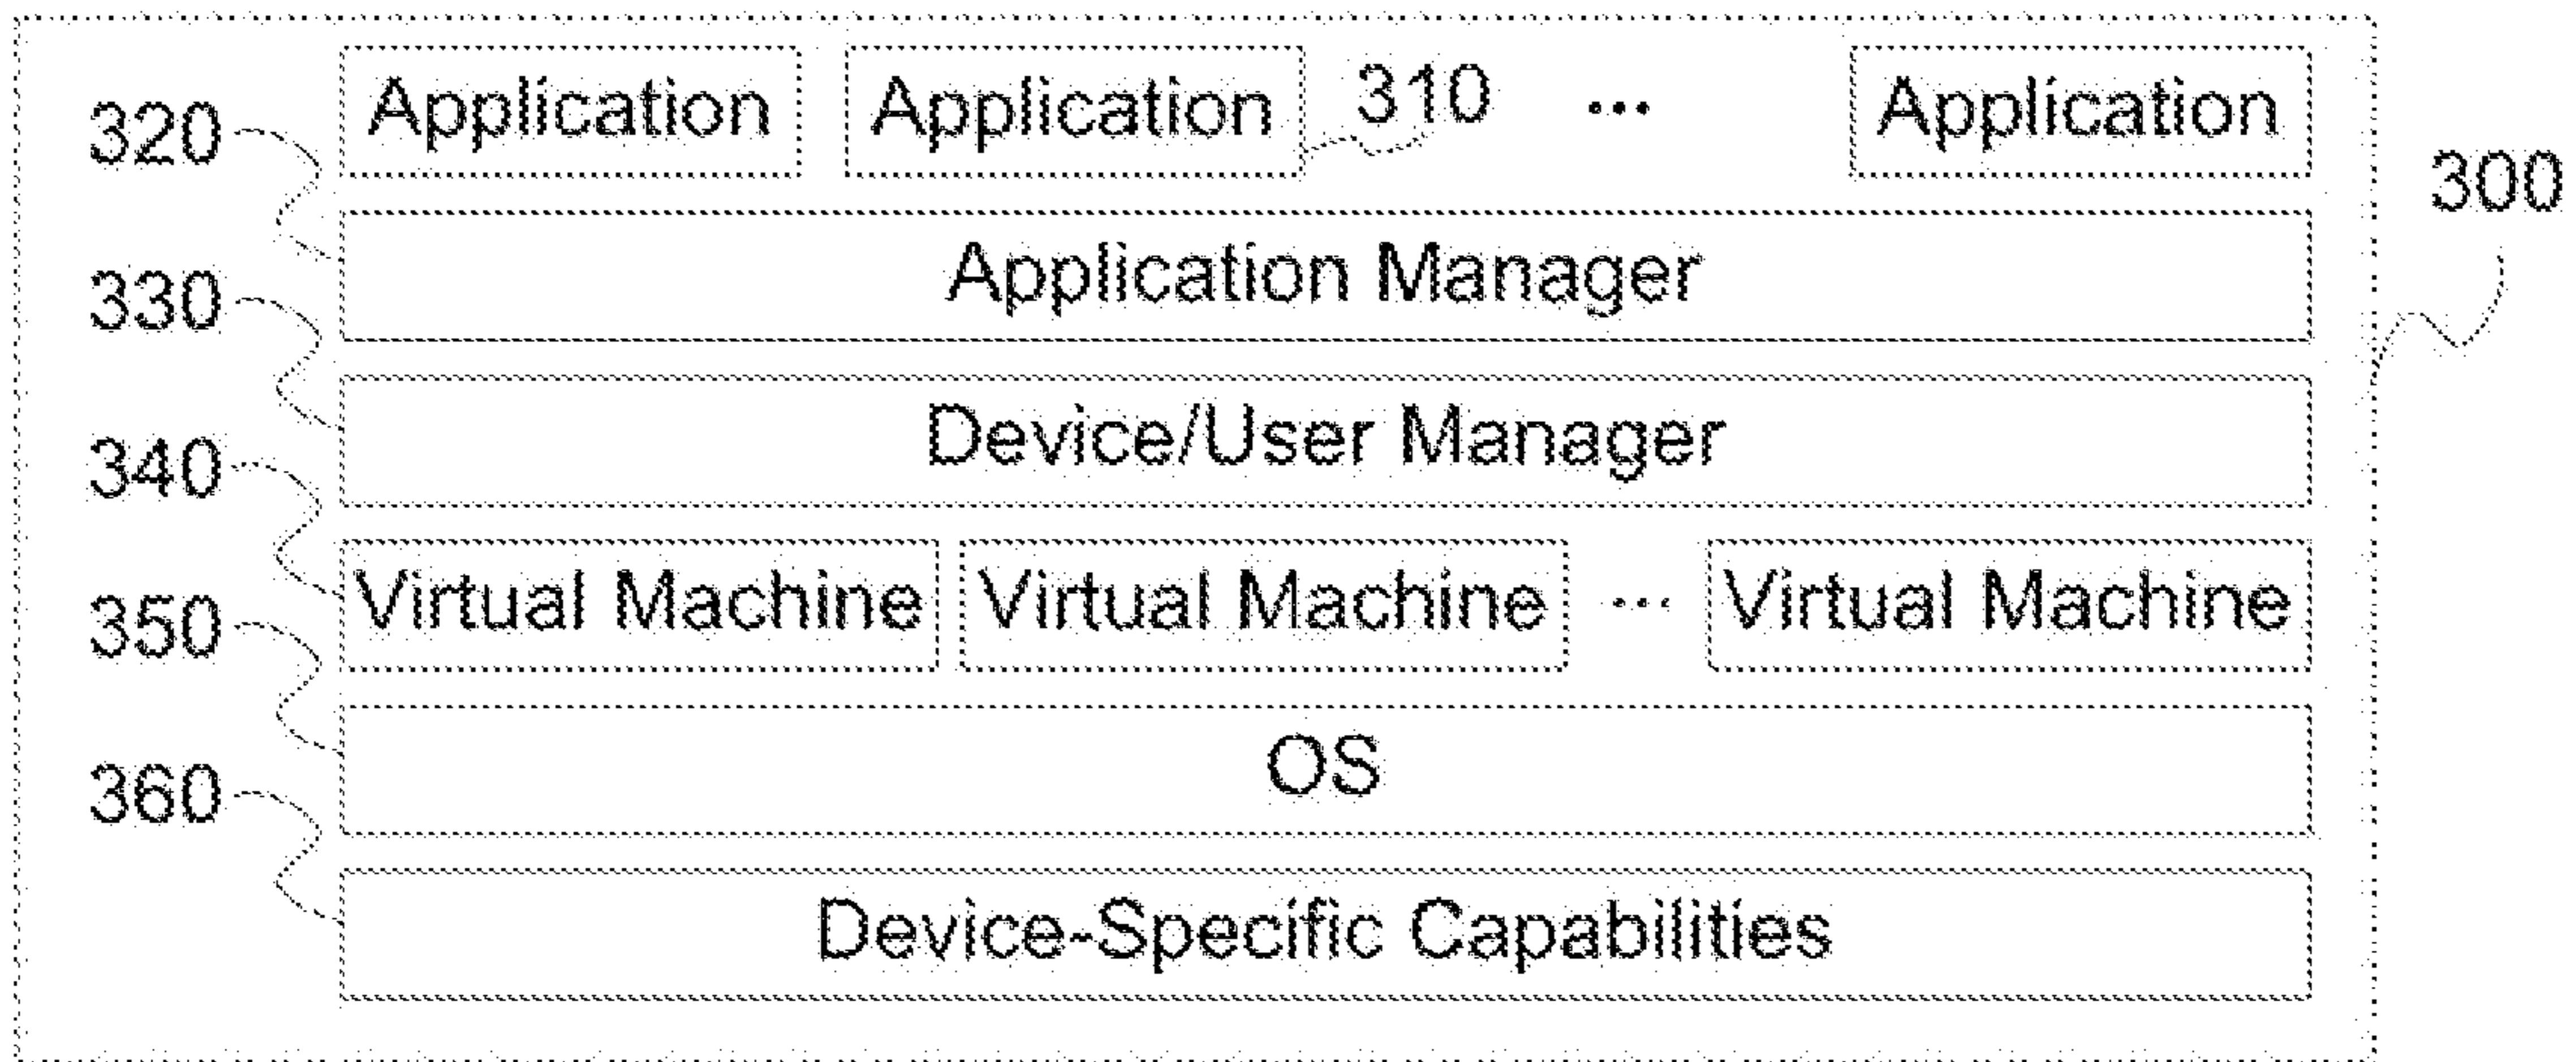 Application Application 310 ... Application
320
300
Application Manager
330
Device/User Manager
340
Virtual Machine Virtual Machine ... Virtual Machine
350
OS
360
Device-Specific Capabilities